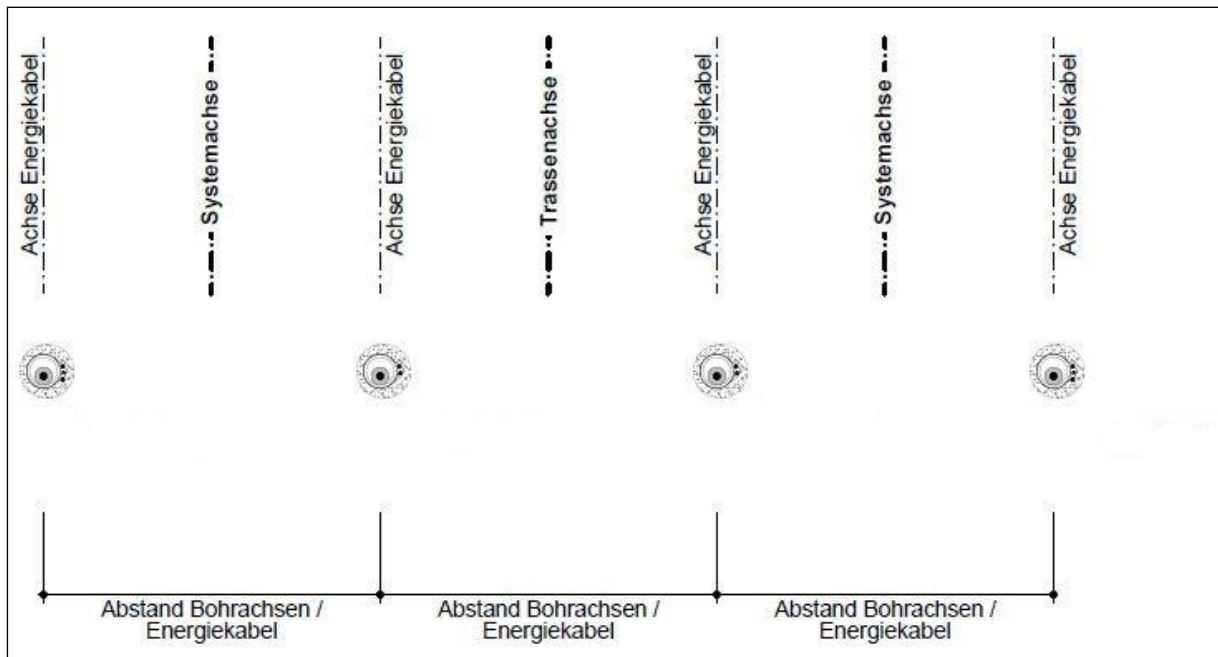 Achse Energiekabel
Systemachse
Achse Energiekabel
Trassenachse
Achse Energiekabel
Systemachse
Achse Energiekabel
Abstand Bohrachsen /
Energiekabel
Abstand Bohrachsen /
Energiekabel
Abstand Bohrachsen /
Energiekabel